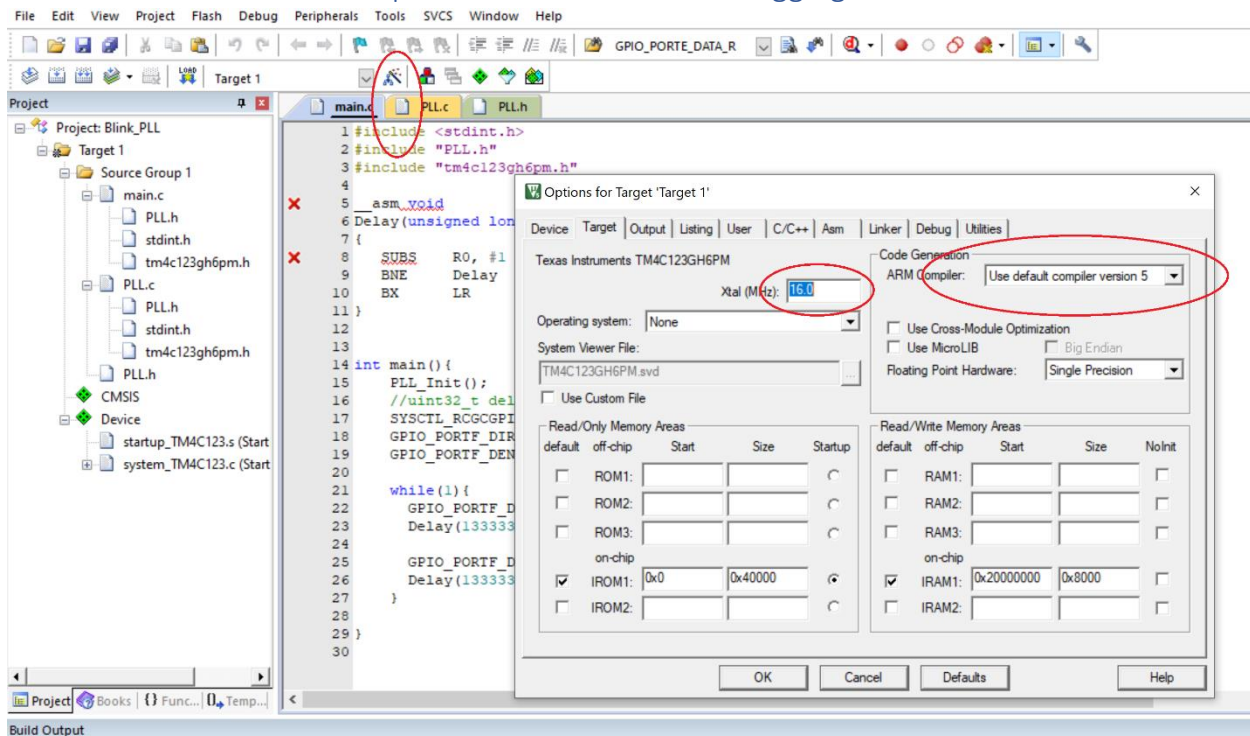 File Edit View Project Flash Debug Peripherals Tools SVCS Window Help
GPIO_PORTE_DATA_R
LOAD Target 1
Project
main.c PLL.c PLL.h
Project: Blink_PLL
Target 1
Source Group 1
main.c
PLL.h
stdint.h
tm4c123gh6pm.h
PLL.c
PLL.h
stdint.h
tm4c123gh6pm.h
PLL.h
CMSIS
Device
startup_TM4C123.s (Start
system_TM4C123.c (Start
1 #include <stdint.h>
2 #include "PLL.h"
3 #include "tm4c123gh6pm.h"
4
5 __asm void
6 Delay(unsigned lon
7 {
8 SUBS R0, #1
9 BNE Delay
10 BX LR
11 }
12
13
14 int main(){
15 PLL_Init();
16 //uint32_t del
17 SYSCTL_RCGCGPI
18 GPIO_PORTF_DIR
19 GPIO_PORTF_DEN
20
21 while(1){
22 GPIO_PORTF_D
23 Delay(133333
24
25 GPIO_PORTF_D
26 Delay(133333
27 }
28
29 }
30
Options for Target 'Target 1'
Device Target Output Listing User C/C++ Asm Linker Debug Utilities
Texas Instruments TM4C123GH6PM
Xtal (MHz): 16.0
Operating system: None
System Viewer File:
TM4C123GH6PM.svd ...
Use Custom File
Code Generation
ARM Compiler: Use default compiler version 5
Use Cross-Module Optimization
Use MicroLIB Big Endian
Floating Point Hardware: Single Precision
Read/Only Memory Areas
default off-chip Start Size Startup
ROM1:
ROM2:
ROM3:
on-chip
IROM1: 0x0 0x40000
IROM2:
Read/Write Memory Areas
default off-chip Start Size NoInit
RAM1:
RAM2:
RAM3:
on-chip
IRAM1: 0x20000000 0x8000
IRAM2:
OK Cancel Defaults Help
Project Books {} Func... Temp...
Build Output